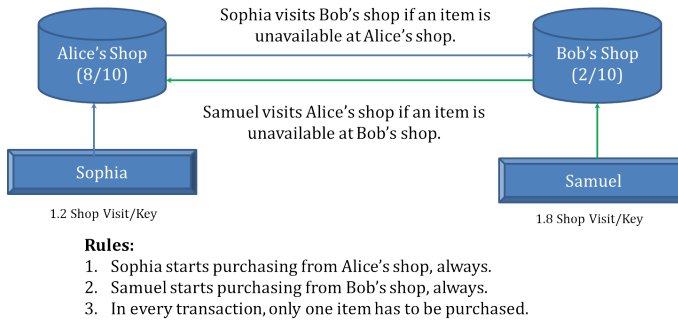 Sophia visits Bob's shop if an item is
unavailable at Alice's shop.
Alice's Shop
(8/10)
Bob's Shop
(2/10)
Samuel visits Alice's shop if an item is
unavailable at Bob's shop.
Sophia
Samuel
1.2 Shop Visit/Key
1.8 Shop Visit/Key
Rules:
1. Sophia starts purchasing from Alice's shop, always.
2. Samuel starts purchasing from Bob's shop, always.
3. In every transaction, only one item has to be purchased.